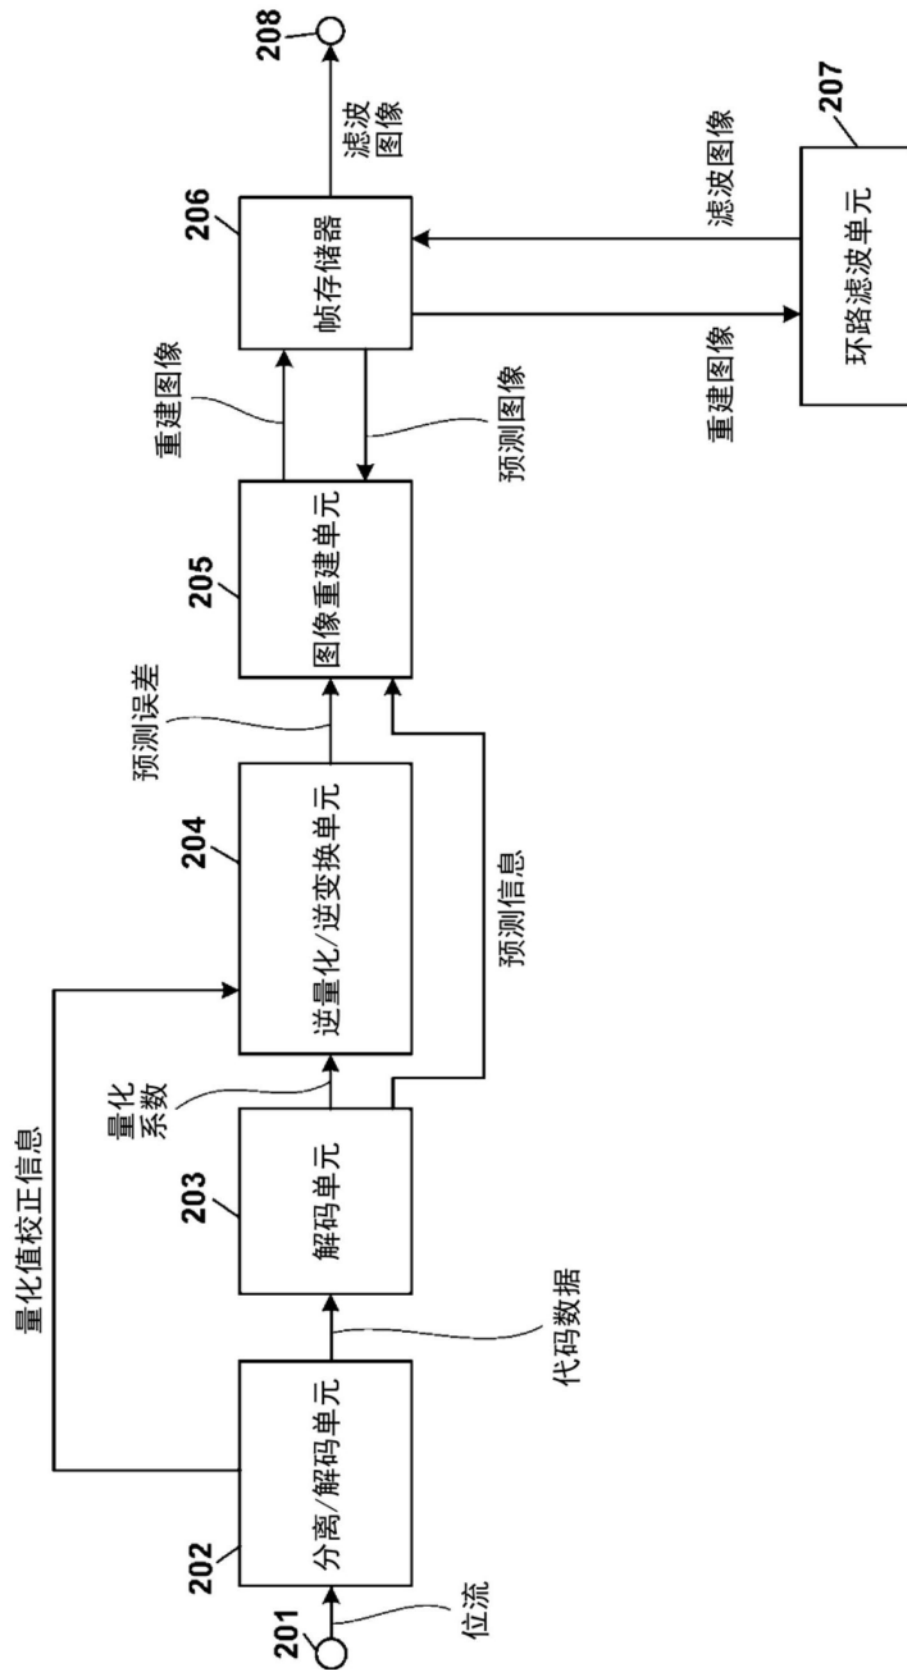 201
位流
202
分离/解码单元
量化值校正信息
代码数据
203
解码单元
量化
系数
预测信息
204
逆量化/逆变换单元
预测误差
205
图像重建单元
重建图像
预测图像
206
帧存储器
重建图像
滤波图像
207
环路滤波单元
滤波
图像
208